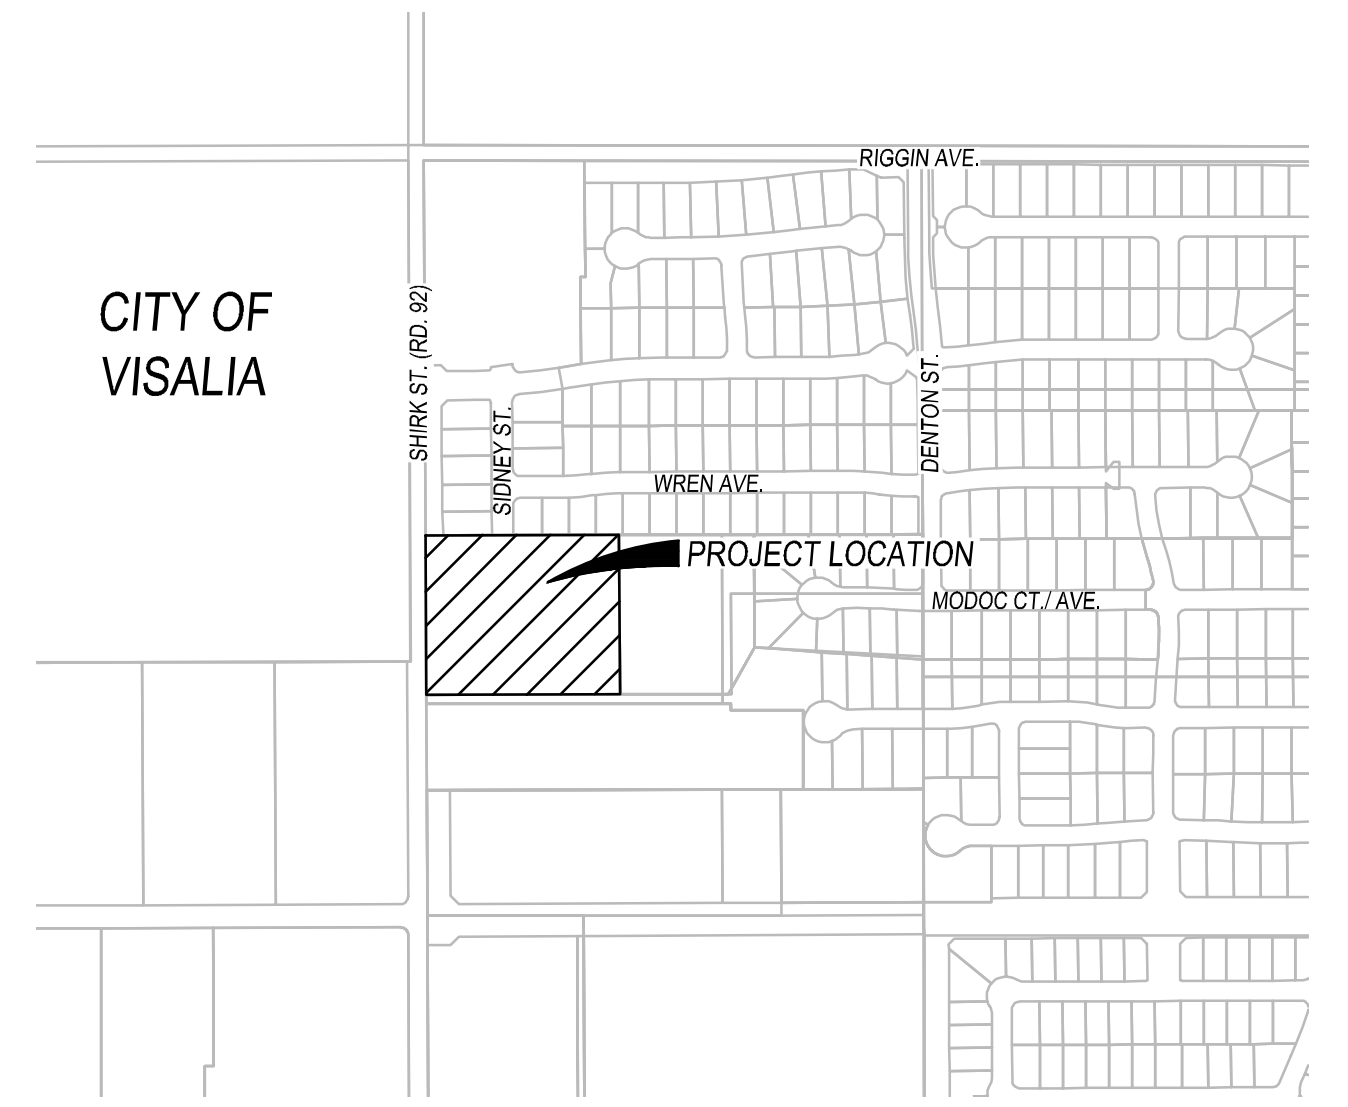 RIGGIN AVE.
CITY OF
VISALIA
SHIRK ST. (RD. 92)
DENTON ST.
SIDNEY ST.
WREN AVE.
PROJECT LOCATION
MODOC CT./ AVE.